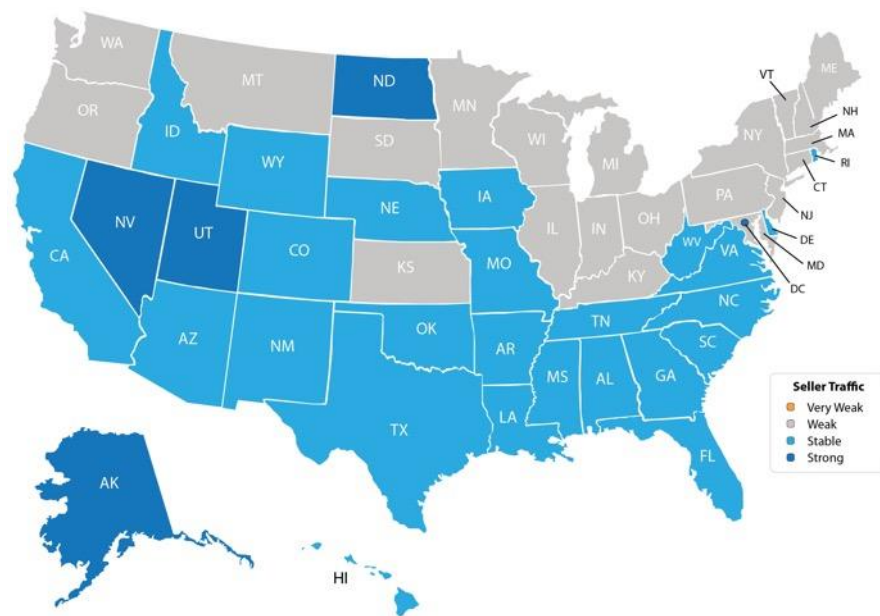 WA
MT
ND
MN
VT
ME
OR
ID
SD
WI
MI
NY
NH
MA
WY
RI
CT
IA
PA
NE
NJ
NV
UT
IL
IN
OH
CO
DE
CA
WV
VA
MD
KS
MO
KY
DC
NC
TN
OK
AZ
NM
AR
SC
MS
AL
GA
Seller Traffic
LA
Very Weak
TX
Weak
Stable
FL
Strong
AK
HI